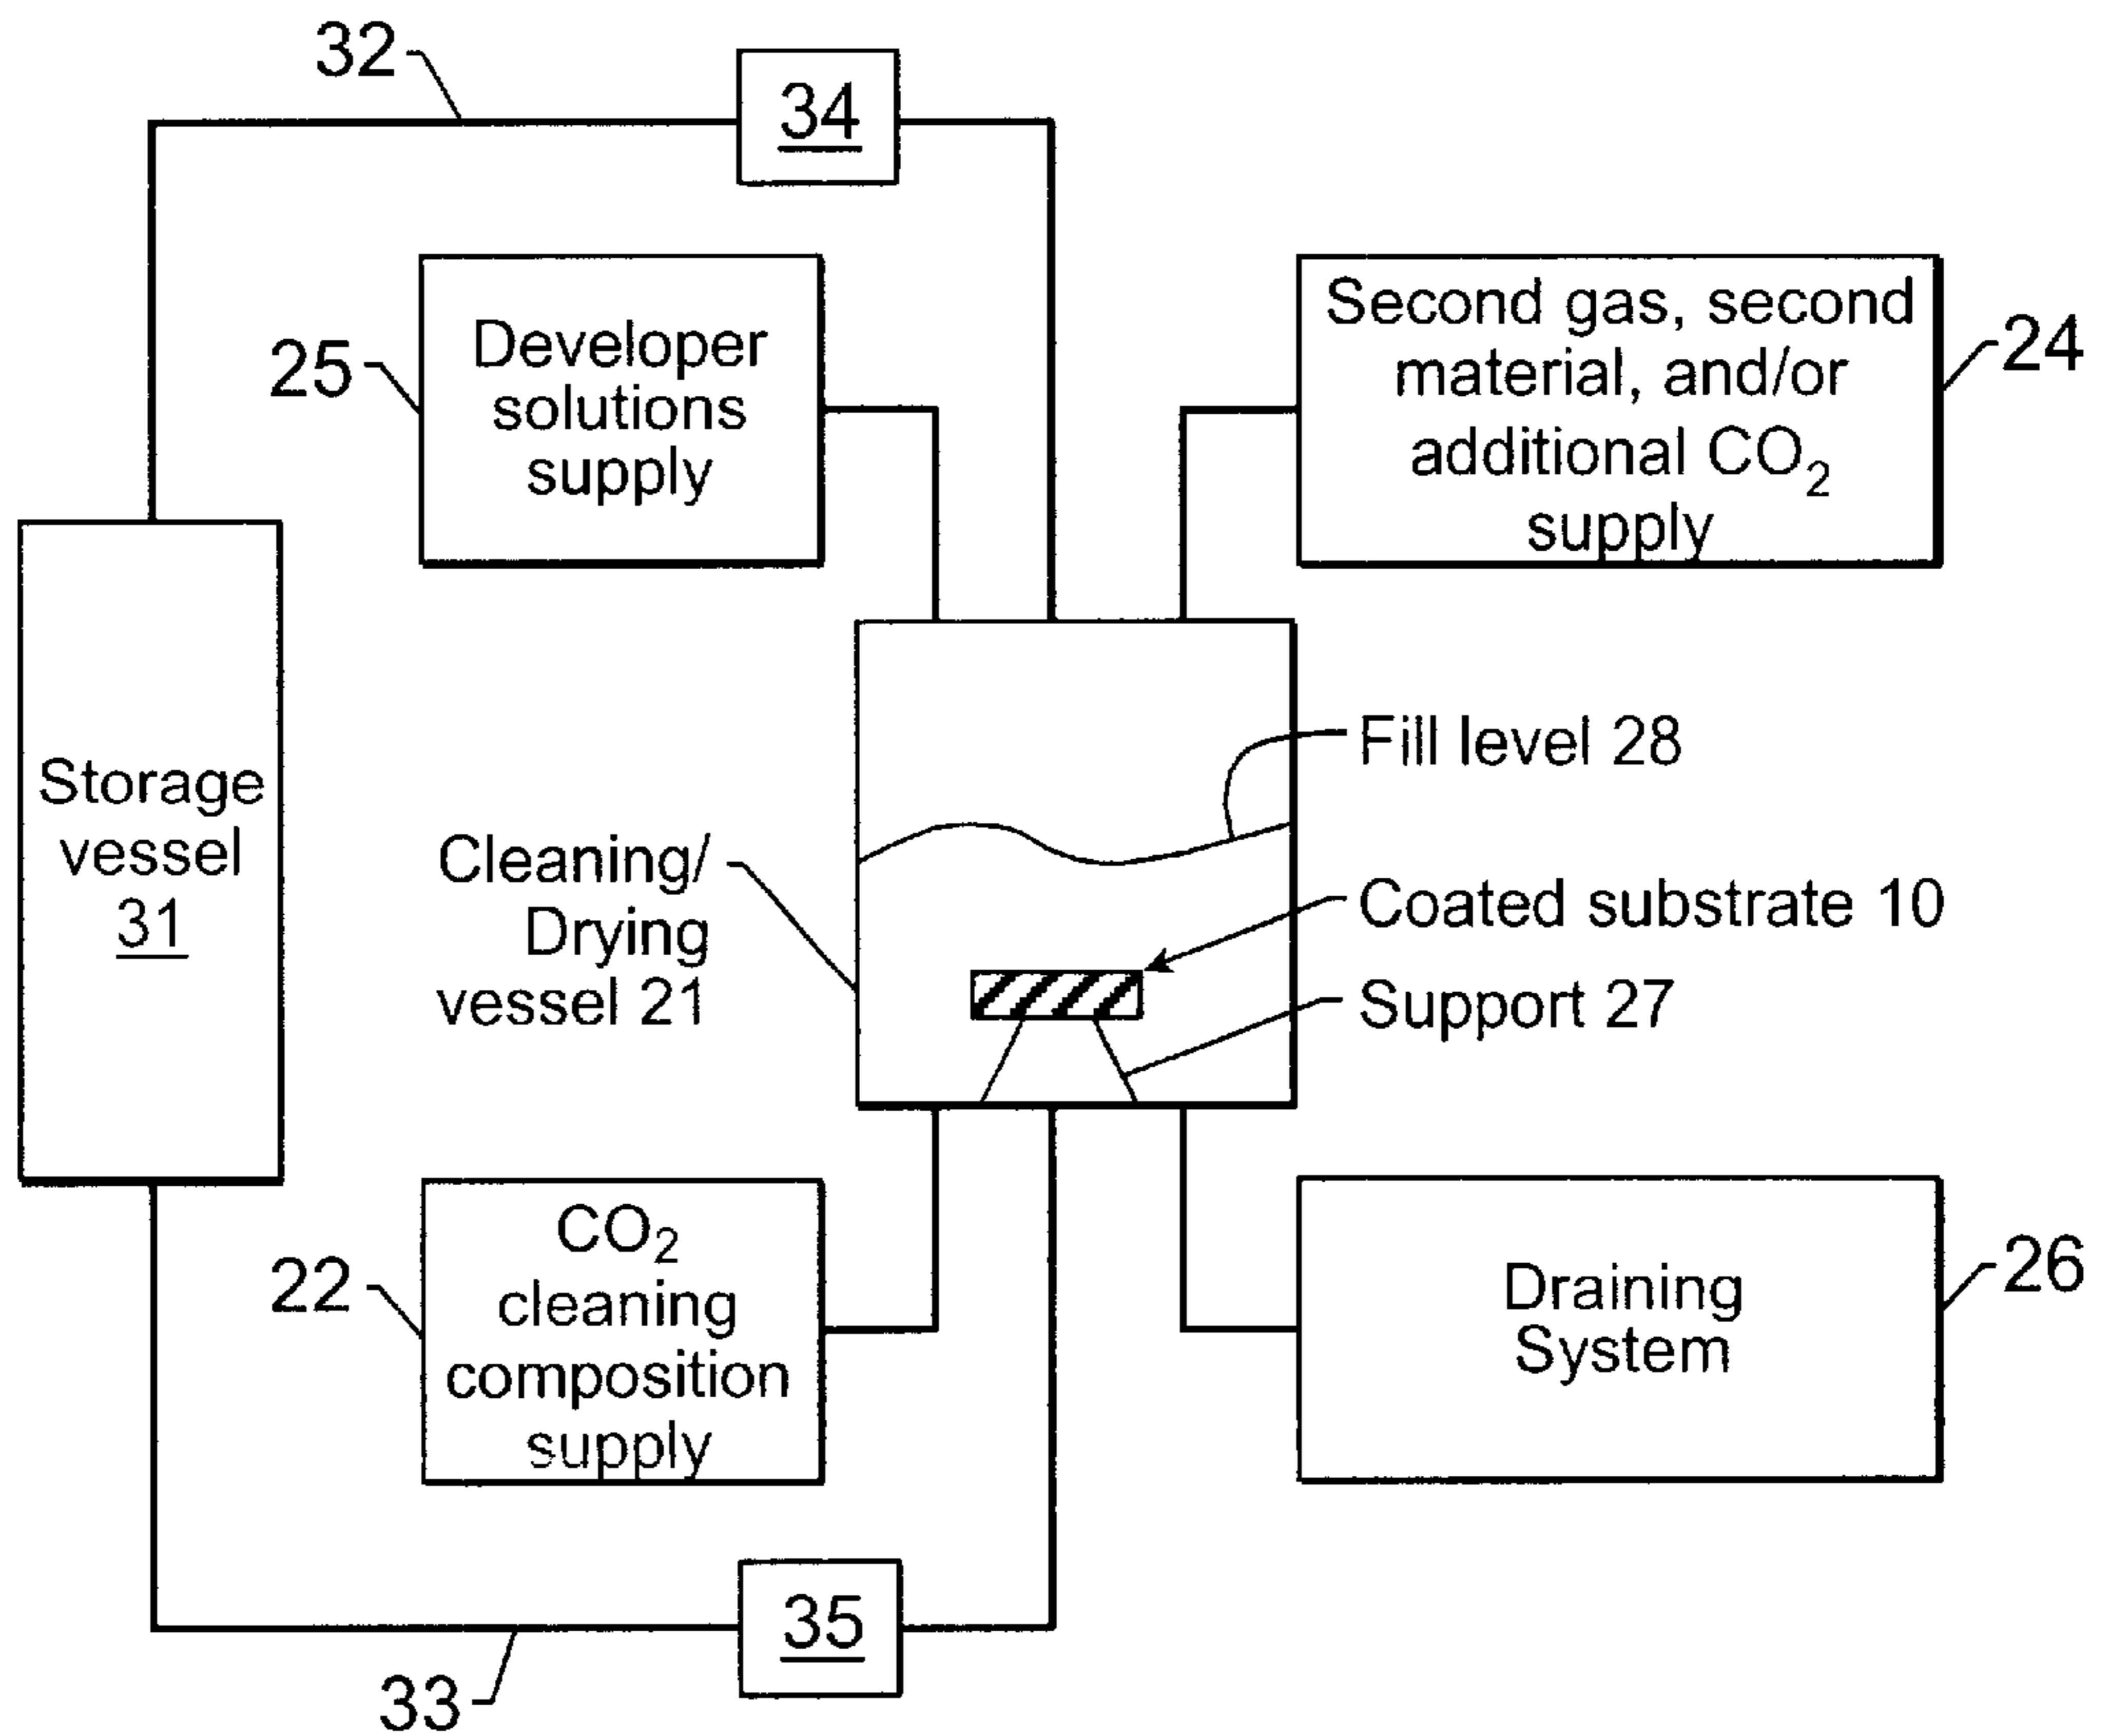 32
34
25
Developer
solutions
supply
Second gas, second
material, and/or
additional CO₂
supply
24
Fill level 28
Storage
vessel
31
Cleaning/
Drying
vessel 21
Coated substrate 10
Support 27
22
CO₂
cleaning
composition
supply
Draining
System
26
35
33